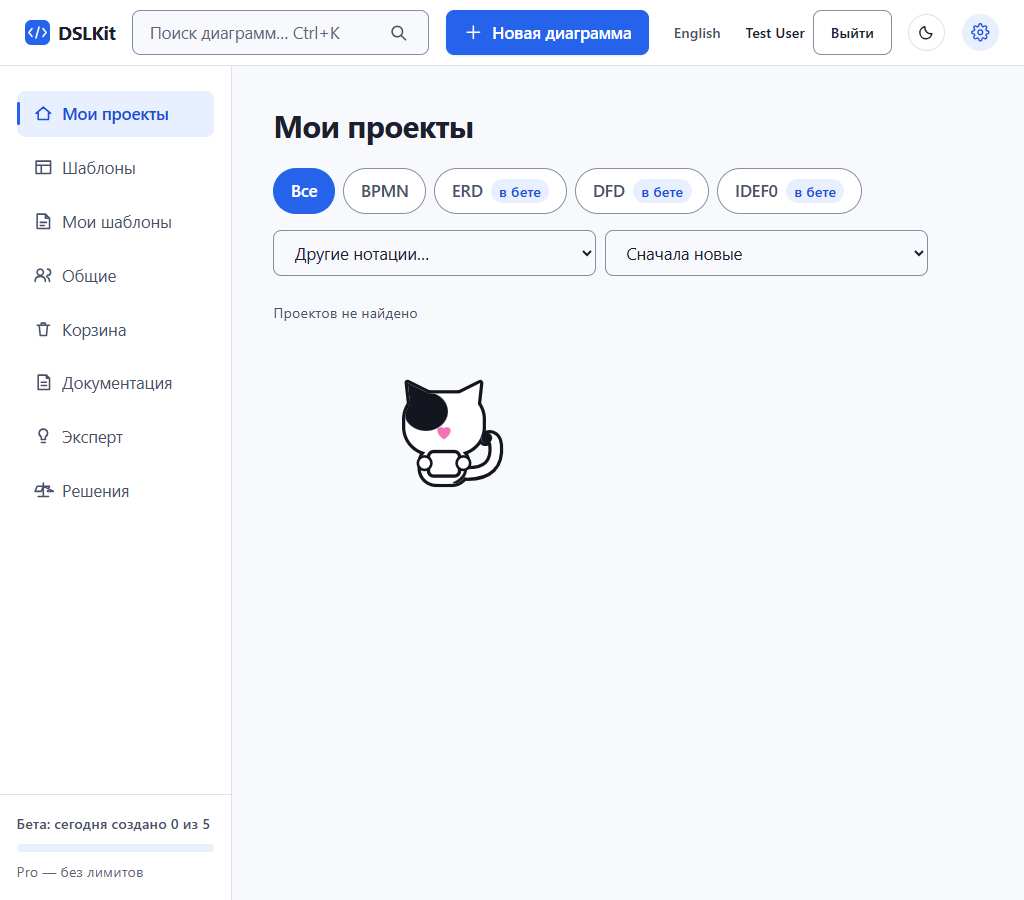 DSLKit
Поиск диаграмм... Ctrl+K
Новая диаграмма
English
Test User
Выйти
Мои проекты
Шаблоны
Мои шаблоны
Общие
Корзина
Документация
Эксперт
Решения
Бета: сегодня создано 0 из 5
Pro — без лимитов
Мои проекты
Все
BPMN
ERD в бете
DFD в бете
IDEF0 в бете
Другие нотации...
Сначала новые
Проектов не найдено